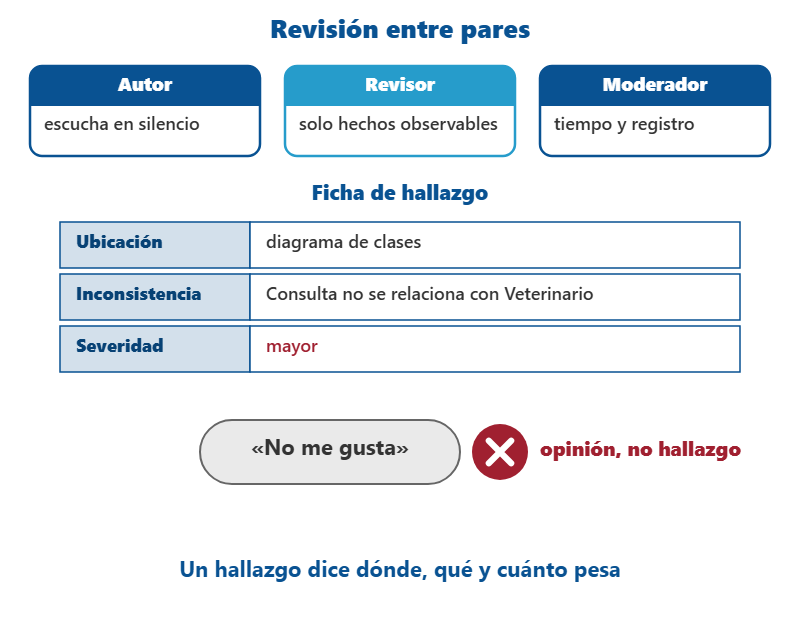 Revisión entre pares
Autor
escucha en silencio
Revisor
solo hechos observables
Moderador
tiempo y registro
Ficha de hallazgo
Ubicación
diagrama de clases
Inconsistencia
Consulta no se relaciona con Veterinario
Severidad
mayor
«No me gusta»
opinión, no hallazgo
Un hallazgo dice dónde, qué y cuánto pesa